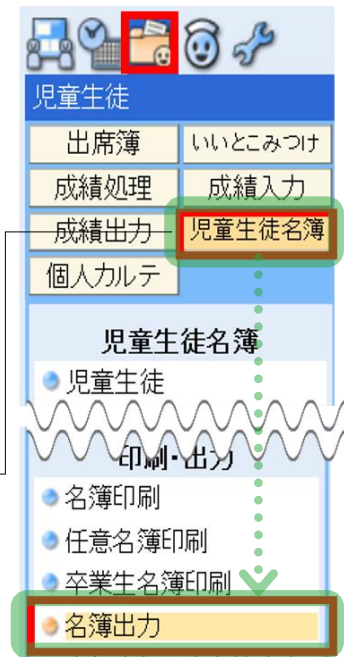 児童生徒
出席簿 いいとこみつけ
成績処理 成績入力
成績出力 児童生徒名簿
個人カルテ
児童生徒名簿
児童生徒
印刷・出力
名簿印刷
任意名簿印刷
卒業生名簿印刷
名簿出力